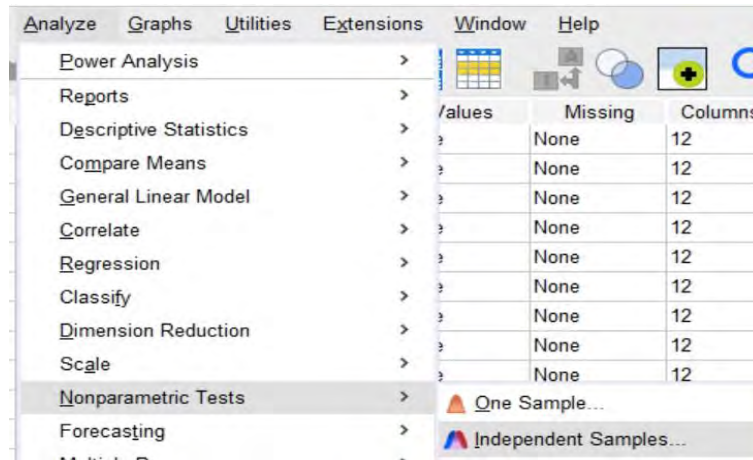 Analyze Graphs Utilities Extensions Window Help
Power Analysis
Reports
Values Missing Columns
Descriptive Statistics
None 12
Compare Means
None 12
General Linear Model
None 12
Correlate
None 12
Regression
None 12
Classify
None 12
Dimension Reduction
None 12
Scale
None 12
None 12
Nonparametric Tests
One Sample...
Forecasting
Independent Samples...